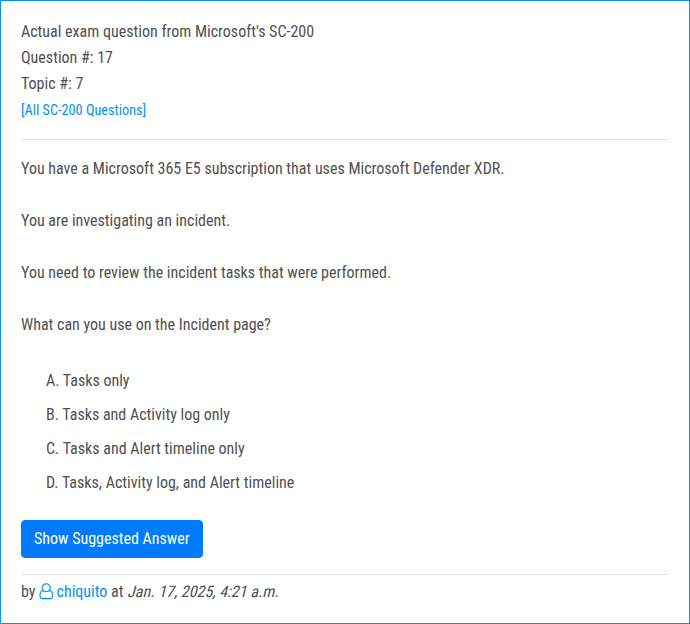 Actual exam question from Microsoft's SC-200
Question #: 17
Topic #: 7
[All SC-200 Questions]
You have a Microsoft 365 E5 subscription that uses Microsoft Defender XDR.
You are investigating an incident.
You need to review the incident tasks that were performed.
What can you use on the Incident page?
A. Tasks only
B. Tasks and Activity log only
C. Tasks and Alert timeline only
D. Tasks, Activity log, and Alert timeline
Show Suggested Answer
by chiquito at Jan. 17, 2025, 4:21 a.m.